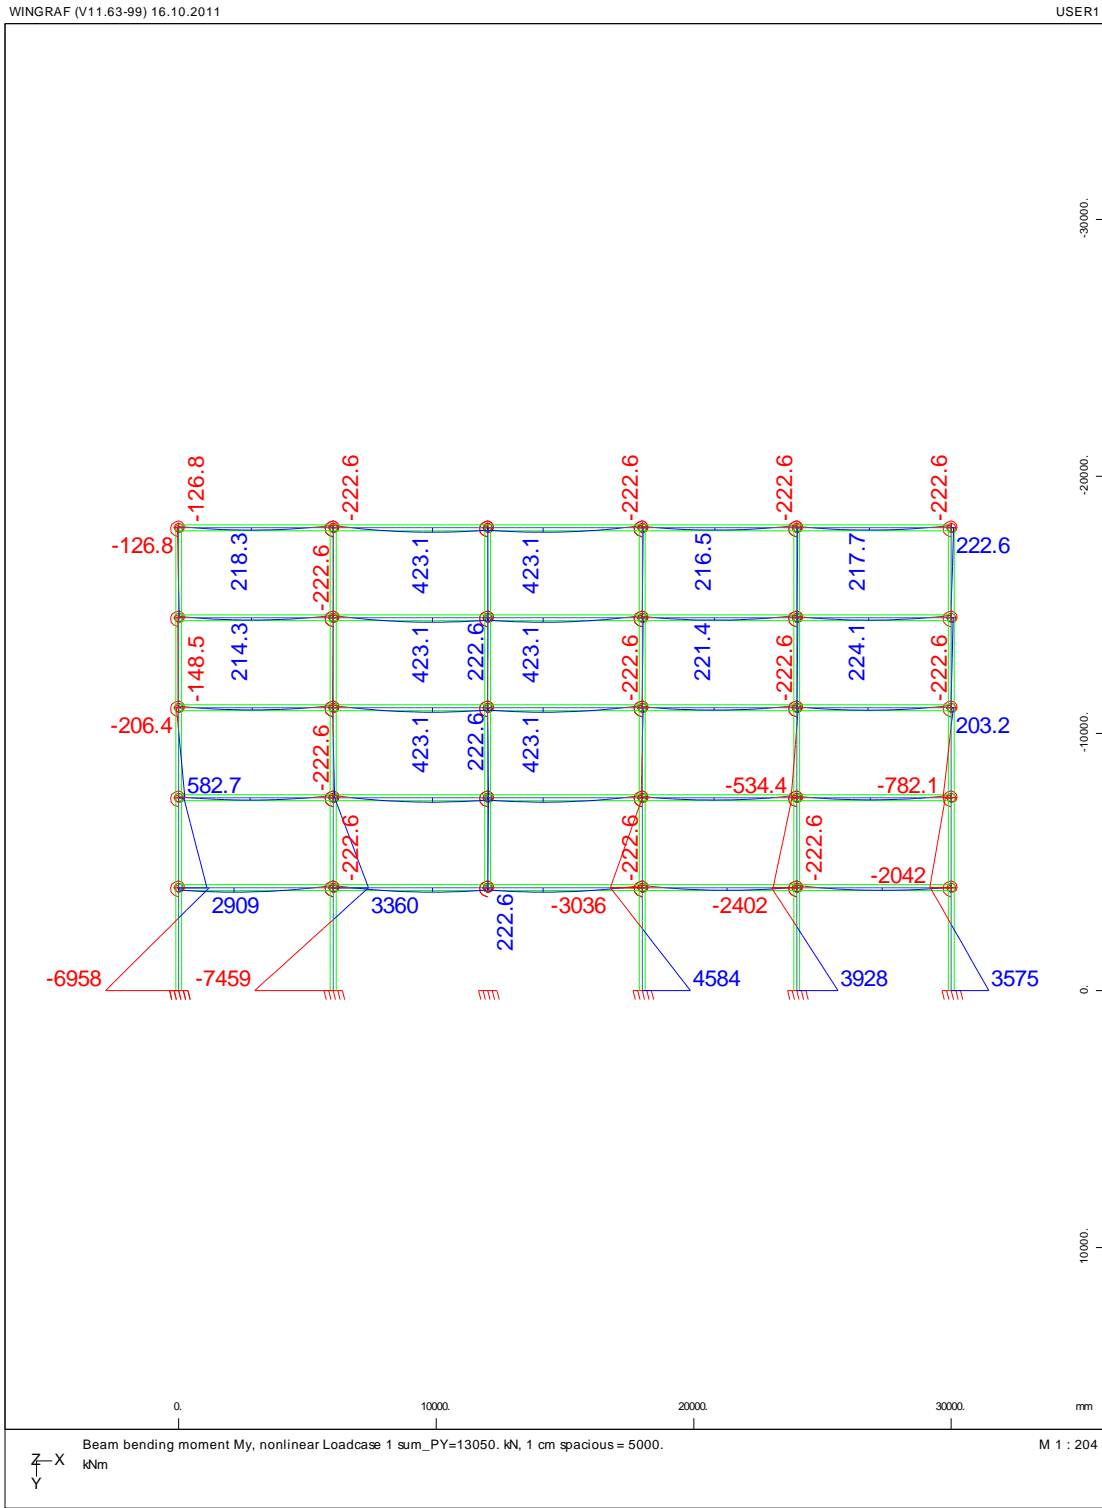 WINGRAF (V11.63-99) 16.10.2011 USER1
-30000.
-20000.
-126.8 -222.6 -222.6 -222.6 -222.6
-126.8 218.3 -222.6 423.1 423.1 216.5 217.7 222.6
-148.5 214.3 423.1 222.6 423.1 -222.6 221.4 -222.6 224.1 -222.6
-206.4 -222.6 423.1 222.6 423.1 203.2
-10000.
582.7 -534.4 -782.1
-222.6 -222.6 -222.6 -2042
2909 3360 222.6 -3036 -2402
-6958 -7459 4584 3928 3575
0.
10000.
0. 10000. 20000. 30000. mm
Beam bending moment My, nonlinear Loadcase 1 sum_PY=13050. kN, 1 cm spacious = 5000. M 1 : 204
Z X kNm
Y